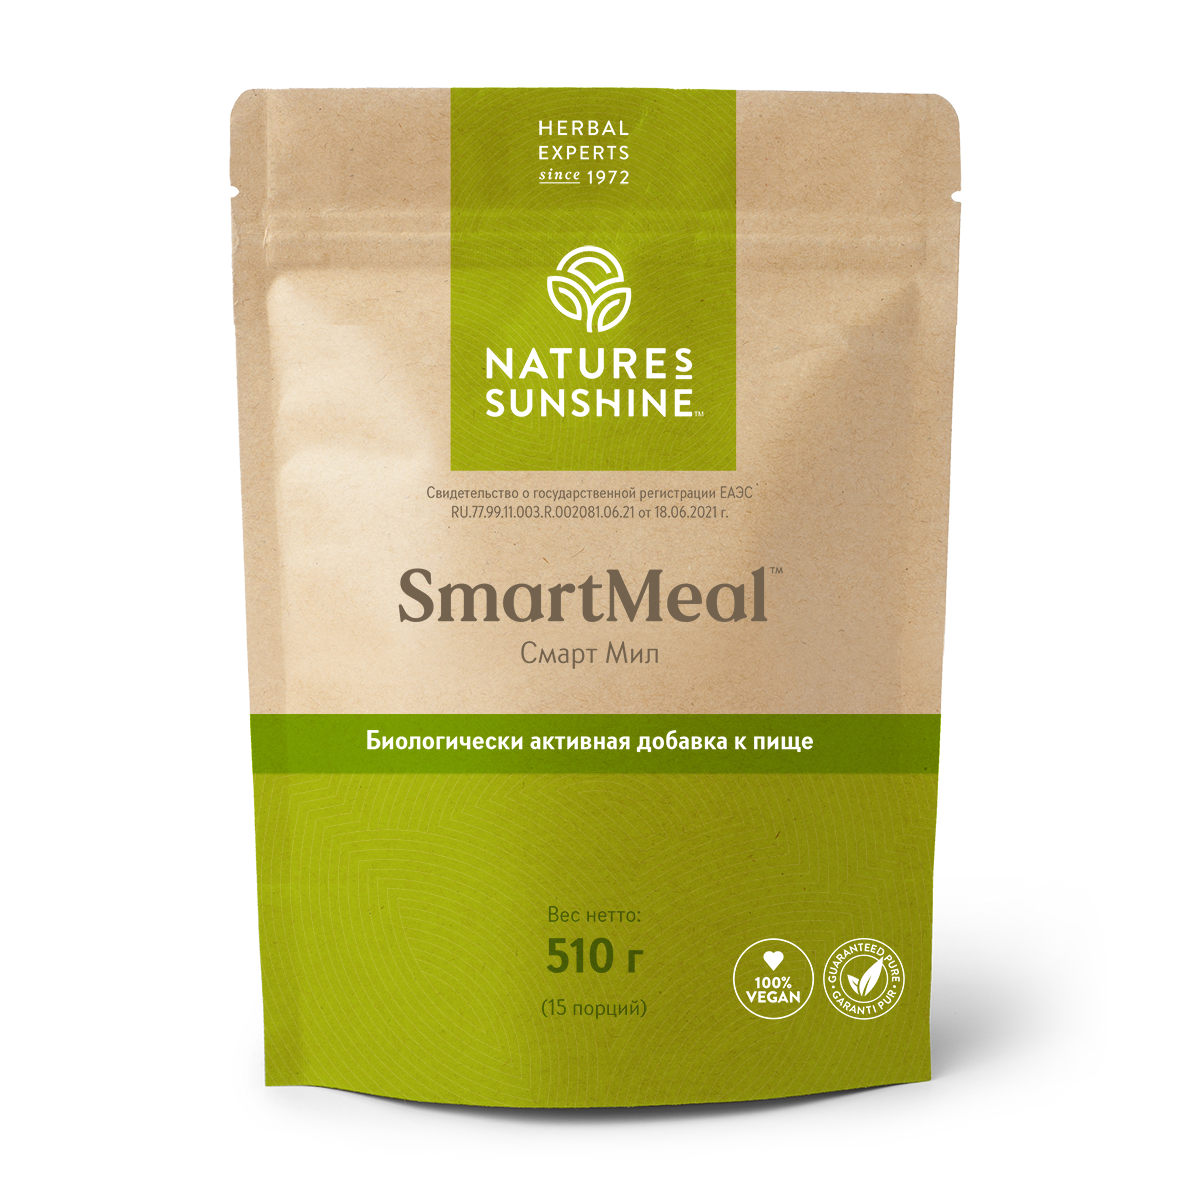 HERBAL
EXPERTS
since 1972
NATURES
SUNSHINE™
Свидетельство о государственной регистрации ЕАЭС
RU.77.99.11.003.R.002081.06.21 от 18.06.2021 г.
SmartMeal™
Смарт Мил
Биологически активная добавка к пище
Вес нетто:
510 г
(15 порций)
100%
VEGAN
GUARANTEED PURE
GARANTI PUR